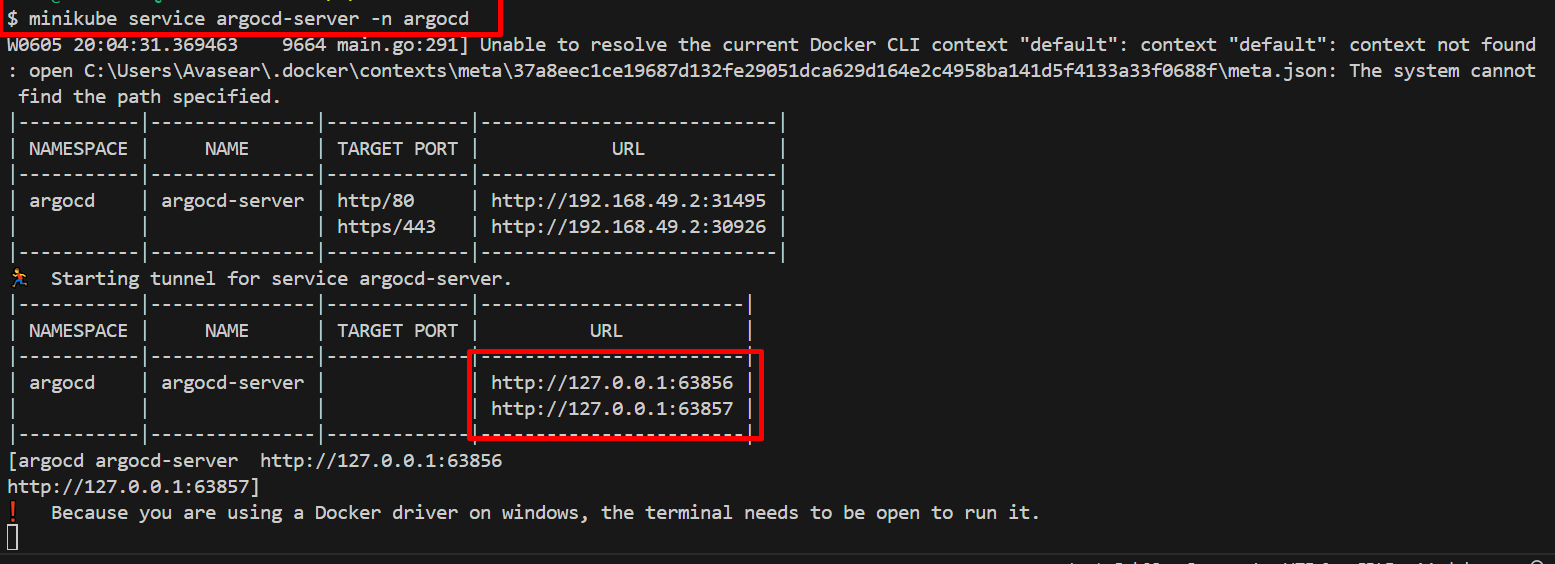 $ minikube service argocd-server -n argocd
W0605 20:04:31.369463    9664 main.go:291] Unable to resolve the current Docker CLI context "default": context "default": context not found
: open C:\Users\Avasear\.docker\contexts\meta\37a8eec1ce19687d132fe29051dca629d164e2c4958ba141d5f4133a33f0688f\meta.json: The system cannot
 find the path specified.
|-----------|---------------|-------------|---------------------------|
| NAMESPACE |     NAME      | TARGET PORT |            URL            |
|-----------|---------------|-------------|---------------------------|
| argocd    | argocd-server | http/80     | http://192.168.49.2:31495 |
|           |               | https/443   | http://192.168.49.2:30926 |
|-----------|---------------|-------------|---------------------------|
🏃  Starting tunnel for service argocd-server.
|-----------|---------------|-------------|------------------------|
| NAMESPACE |     NAME      | TARGET PORT |          URL           |
|-----------|---------------|-------------|------------------------|
| argocd    | argocd-server |             | http://127.0.0.1:63856 |
|           |               |             | http://127.0.0.1:63857 |
|-----------|---------------|-------------|------------------------|
[argocd argocd-server  http://127.0.0.1:63856
http://127.0.0.1:63857]
❗  Because you are using a Docker driver on windows, the terminal needs to be open to run it.